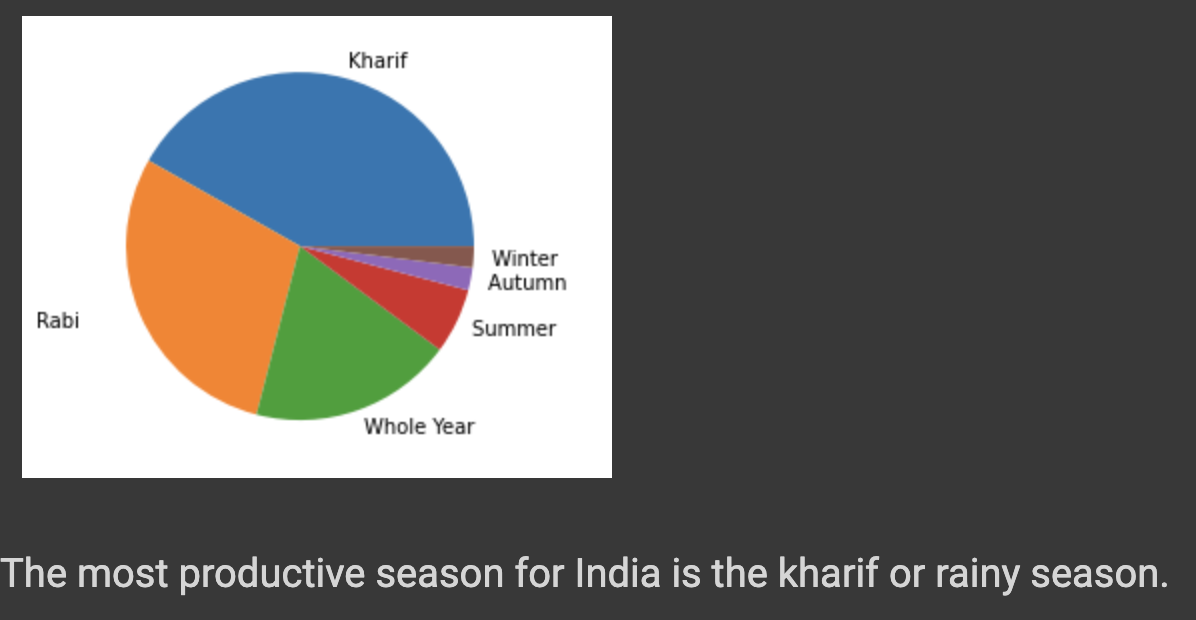 Kharif
Rabi
Winter
Autumn
Summer
Whole Year
The most productive season for India is the kharif or rainy season.